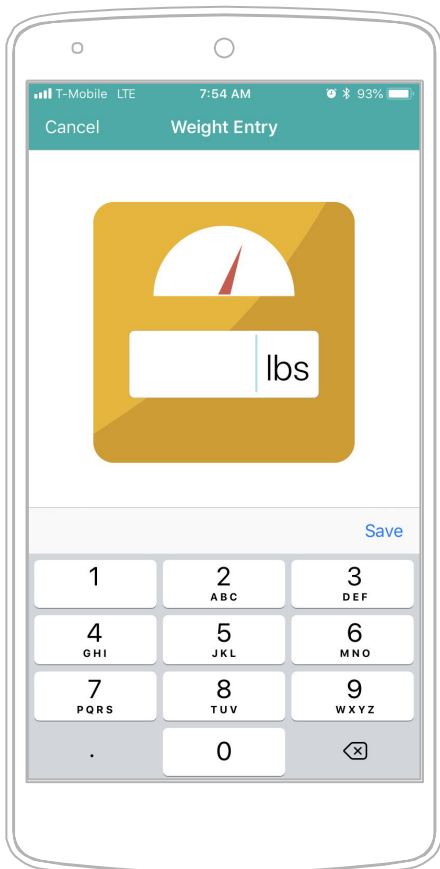 T-Mobile LTE 7:54 AM 93%
Cancel Weight Entry
lbs
Save
1 2 3
ABC DEF
4 5 6
GHI JKL MNO
7 8 9
PQRS TUV WXYZ
. 0